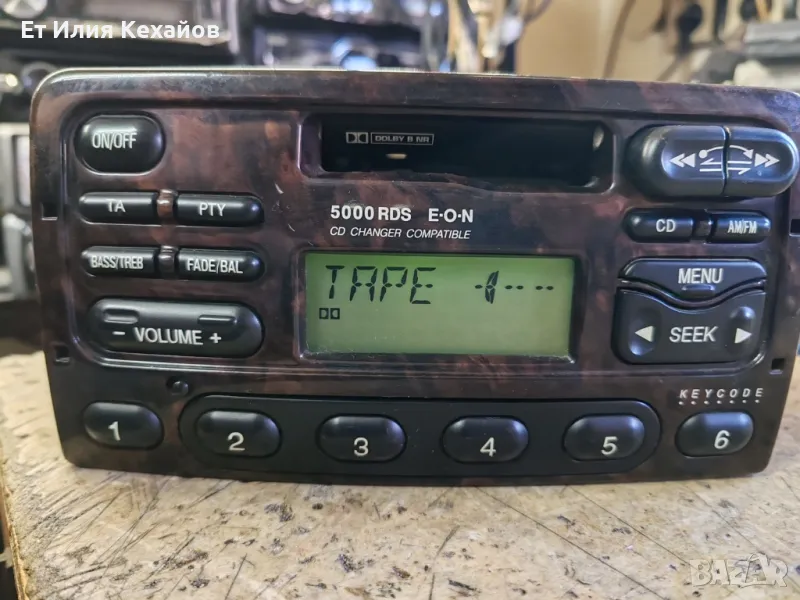 Ет Илия Кехайов
ON/OFF
DOLBY B NR
TA
PTY
5000 RDS E·O·N
CD CHANGER COMPATIBLE
CD
AM/FM
BASS/TREB
FADE/BAL
TAPE
MENU
- VOLUME +
SEEK
KEYCODE
1
2
3
4
5
6
BAZAR